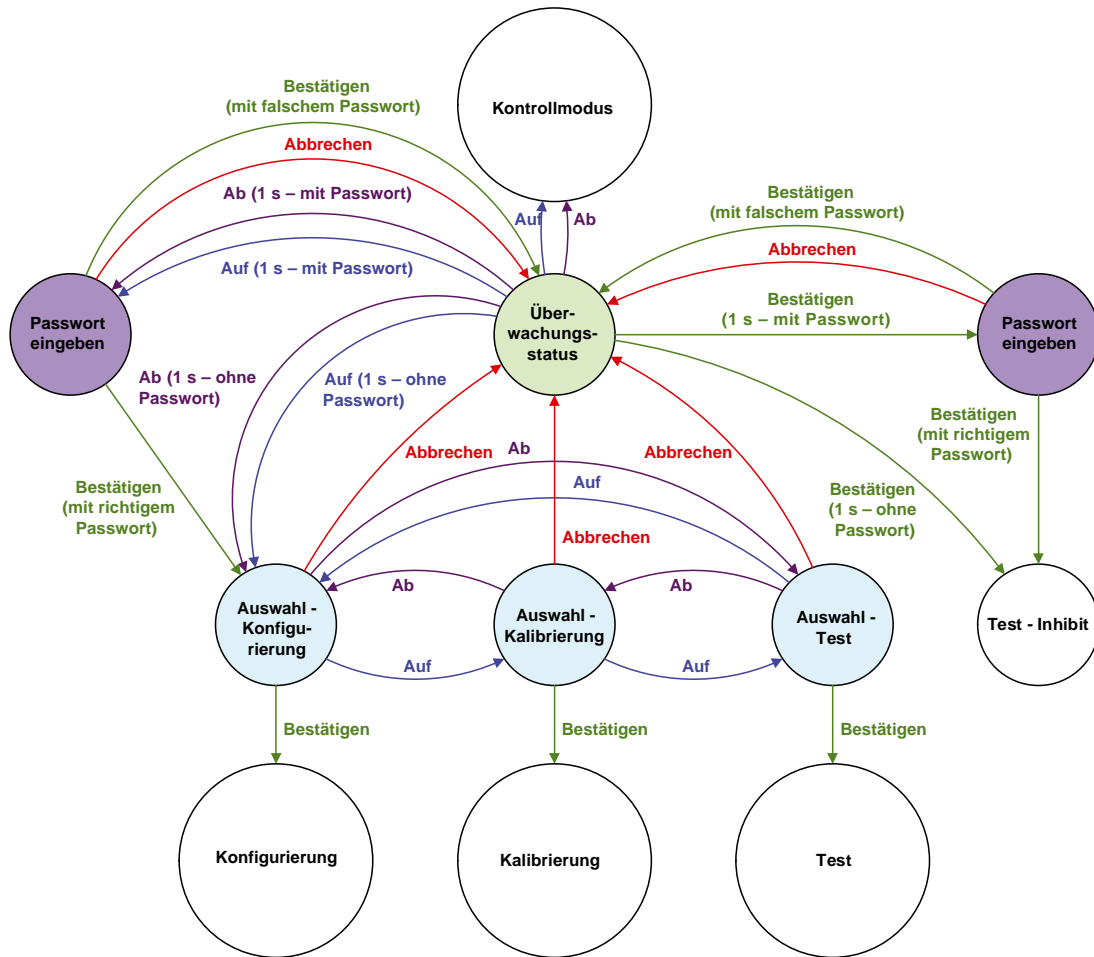 Kontrollmodus
Bestätigen
(mit falschem Passwort)
Abbrechen
Ab (1 s – mit Passwort)
Auf (1 s – mit Passwort)
Auf
Ab
Bestätigen
(mit falschem Passwort)
Abbrechen
Bestätigen
(1 s – mit Passwort)
Passwort
eingeben
Über-
wachungs-
status
Passwort
eingeben
Ab (1 s – ohne
Passwort)
Auf (1 s – ohne
Passwort)
Bestätigen
(mit richtigem
Passwort)
Abbrechen
Ab
Abbrechen
Auf
Bestätigen
(mit richtigem
Passwort)
Bestätigen
(1 s – ohne
Passwort)
Abbrechen
Ab
Ab
Auswahl -
Konfigu-
rierung
Auswahl -
Kalibrierung
Auswahl -
Test
Test - Inhibit
Auf
Auf
Bestätigen
Bestätigen
Bestätigen
Konfigurierung
Kalibrierung
Test